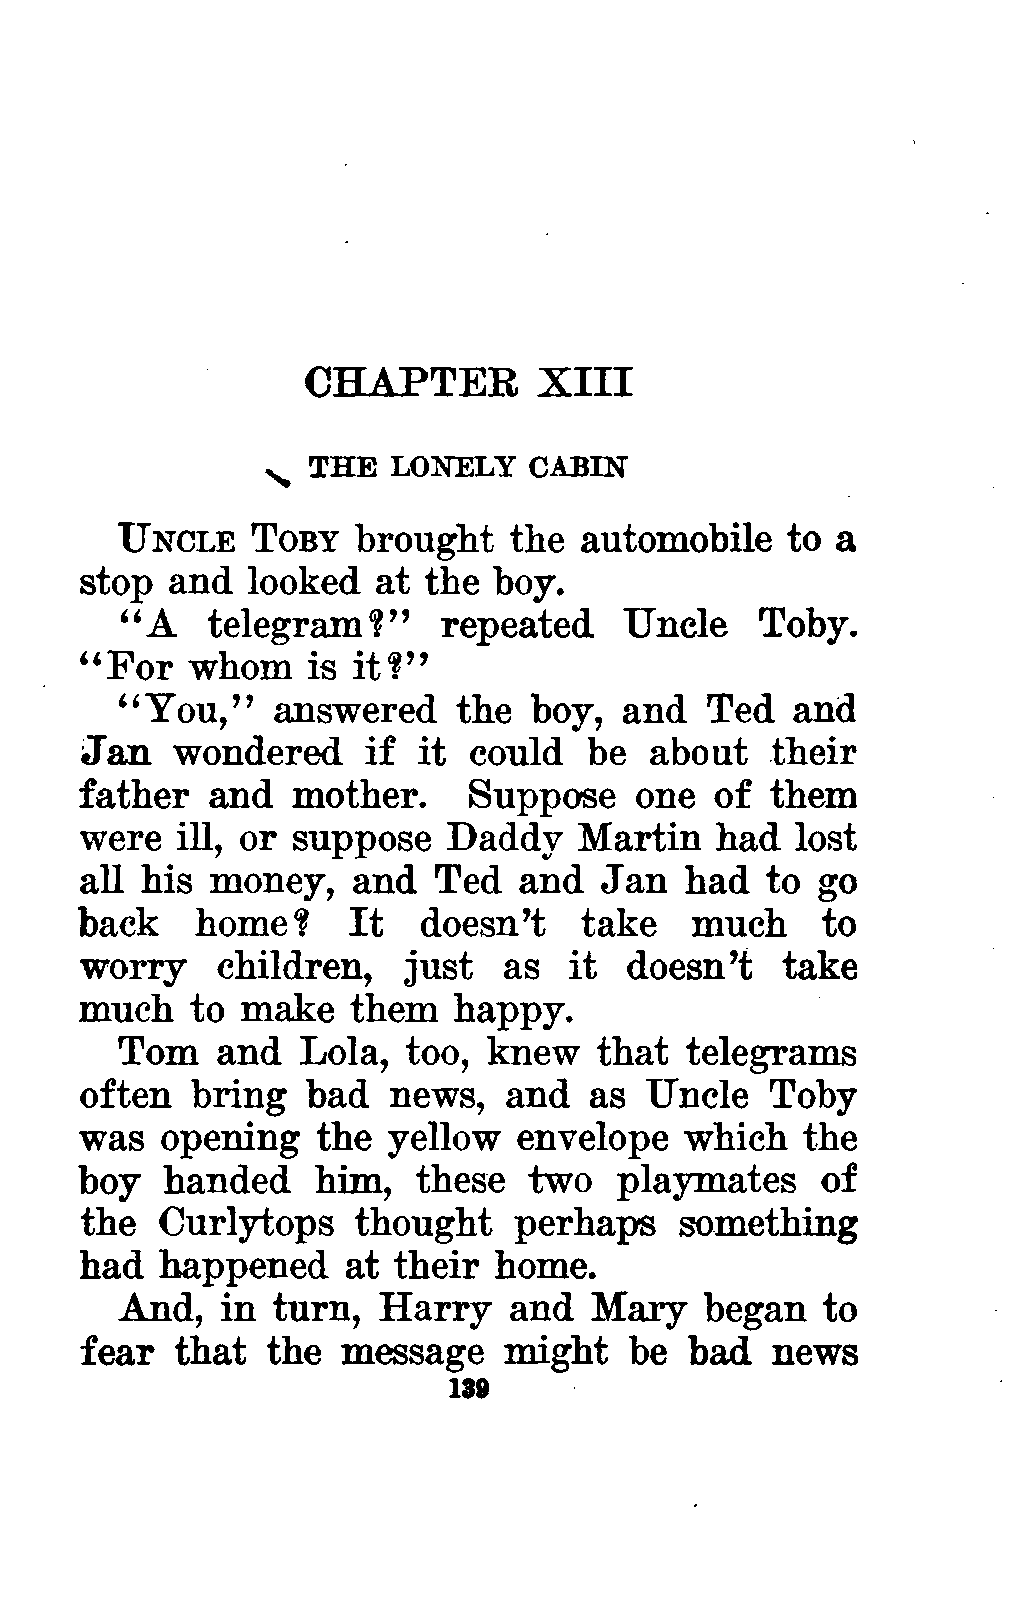 CHAPTER XIII
THE LONELY CABIN
UNCLE TOBY brought the automobile to a
stop and looked at the boy.
“A telegram?” repeated Uncle Toby.
“For whom is it?”
“You,” answered the boy, and Ted and
Jan wondered if it could be about their
father and mother. Suppose one of them
were ill, or suppose Daddy Martin had lost
all his money, and Ted and Jan had to go
back home? It doesn’t take much to
worry children, just as it doesn’t take
much to make them happy.
Tom and Lola, too, knew that telegrams
often bring bad news, and as Uncle Toby
was opening the yellow envelope which the
boy handed him, these two playmates of
the Curlytops thought perhaps something
had happened at their home.
And, in turn, Harry and Mary began to
fear that the message might be bad news
139